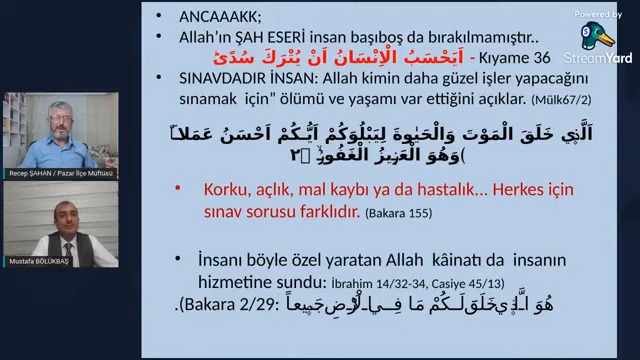 Powered by
StreamYard
• ANCAAAKK;
• Allah’ın ŞAH ESERİ insan başıboş da bırakılmamıştır..
اَيَحْسَبُ الْاِنْسَانُ اَنْ يُتْرَكَ سُدًىۜ - Kıyame 36
• SINAVDADIR İNSAN: Allah kimin daha güzel işler yapacağını
sınamak için” ölümü ve yaşamı var ettiğini açıklar. (Mülk67/2)
اَلَّذ۪ي خَلَقَ الْمَوْتَ وَالْحَيٰوةَ لِيَبْلُوَكُمْ اَيُّكُمْ اَحْسَنُ عَمَلاًۜ
وَهُوَ الْعَز۪يزُ الْغَفُورُۙ ﴿٢)
• Korku, açlık, mal kaybı ya da hastalık... Herkes için
sınav sorusu farklıdır. (Bakara 155)
• İnsanı böyle özel yaratan Allah kâinatı da insanın
hizmetine sundu: İbrahim 14/32-34, Casiye 45/13)
.(Bakara 2/29: هُوَ الَّذ۪ي خَلَقَ لَكُمْ مَا فِي الْاَرْضِ جَم۪يعاً
Recep ŞAHAN / Pazar İlçe Müftüsü
Mustafa BÖLÜKBAŞ